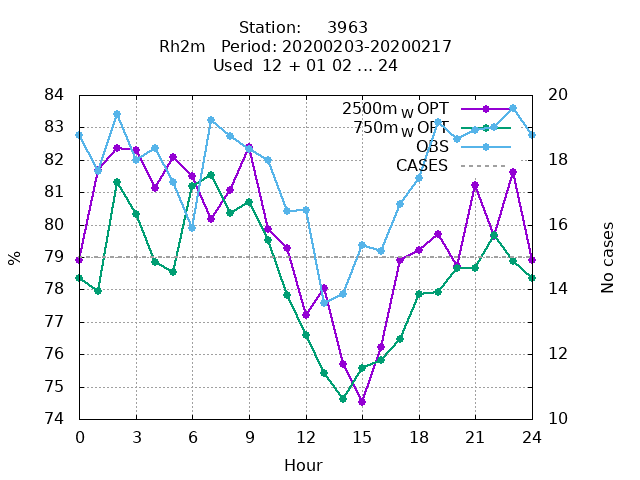 Station: 3963
Rh2m Period: 20200203-20200217
Used 12 + 01 02 ... 24
84
83
82
81
80
79
78
77
76
75
74
%
2500m W OPT
750m W OPT
OBS
CASES
20
18
16
14
12
10
No cases
0 3 6 9 12 15 18 21 24
Hour